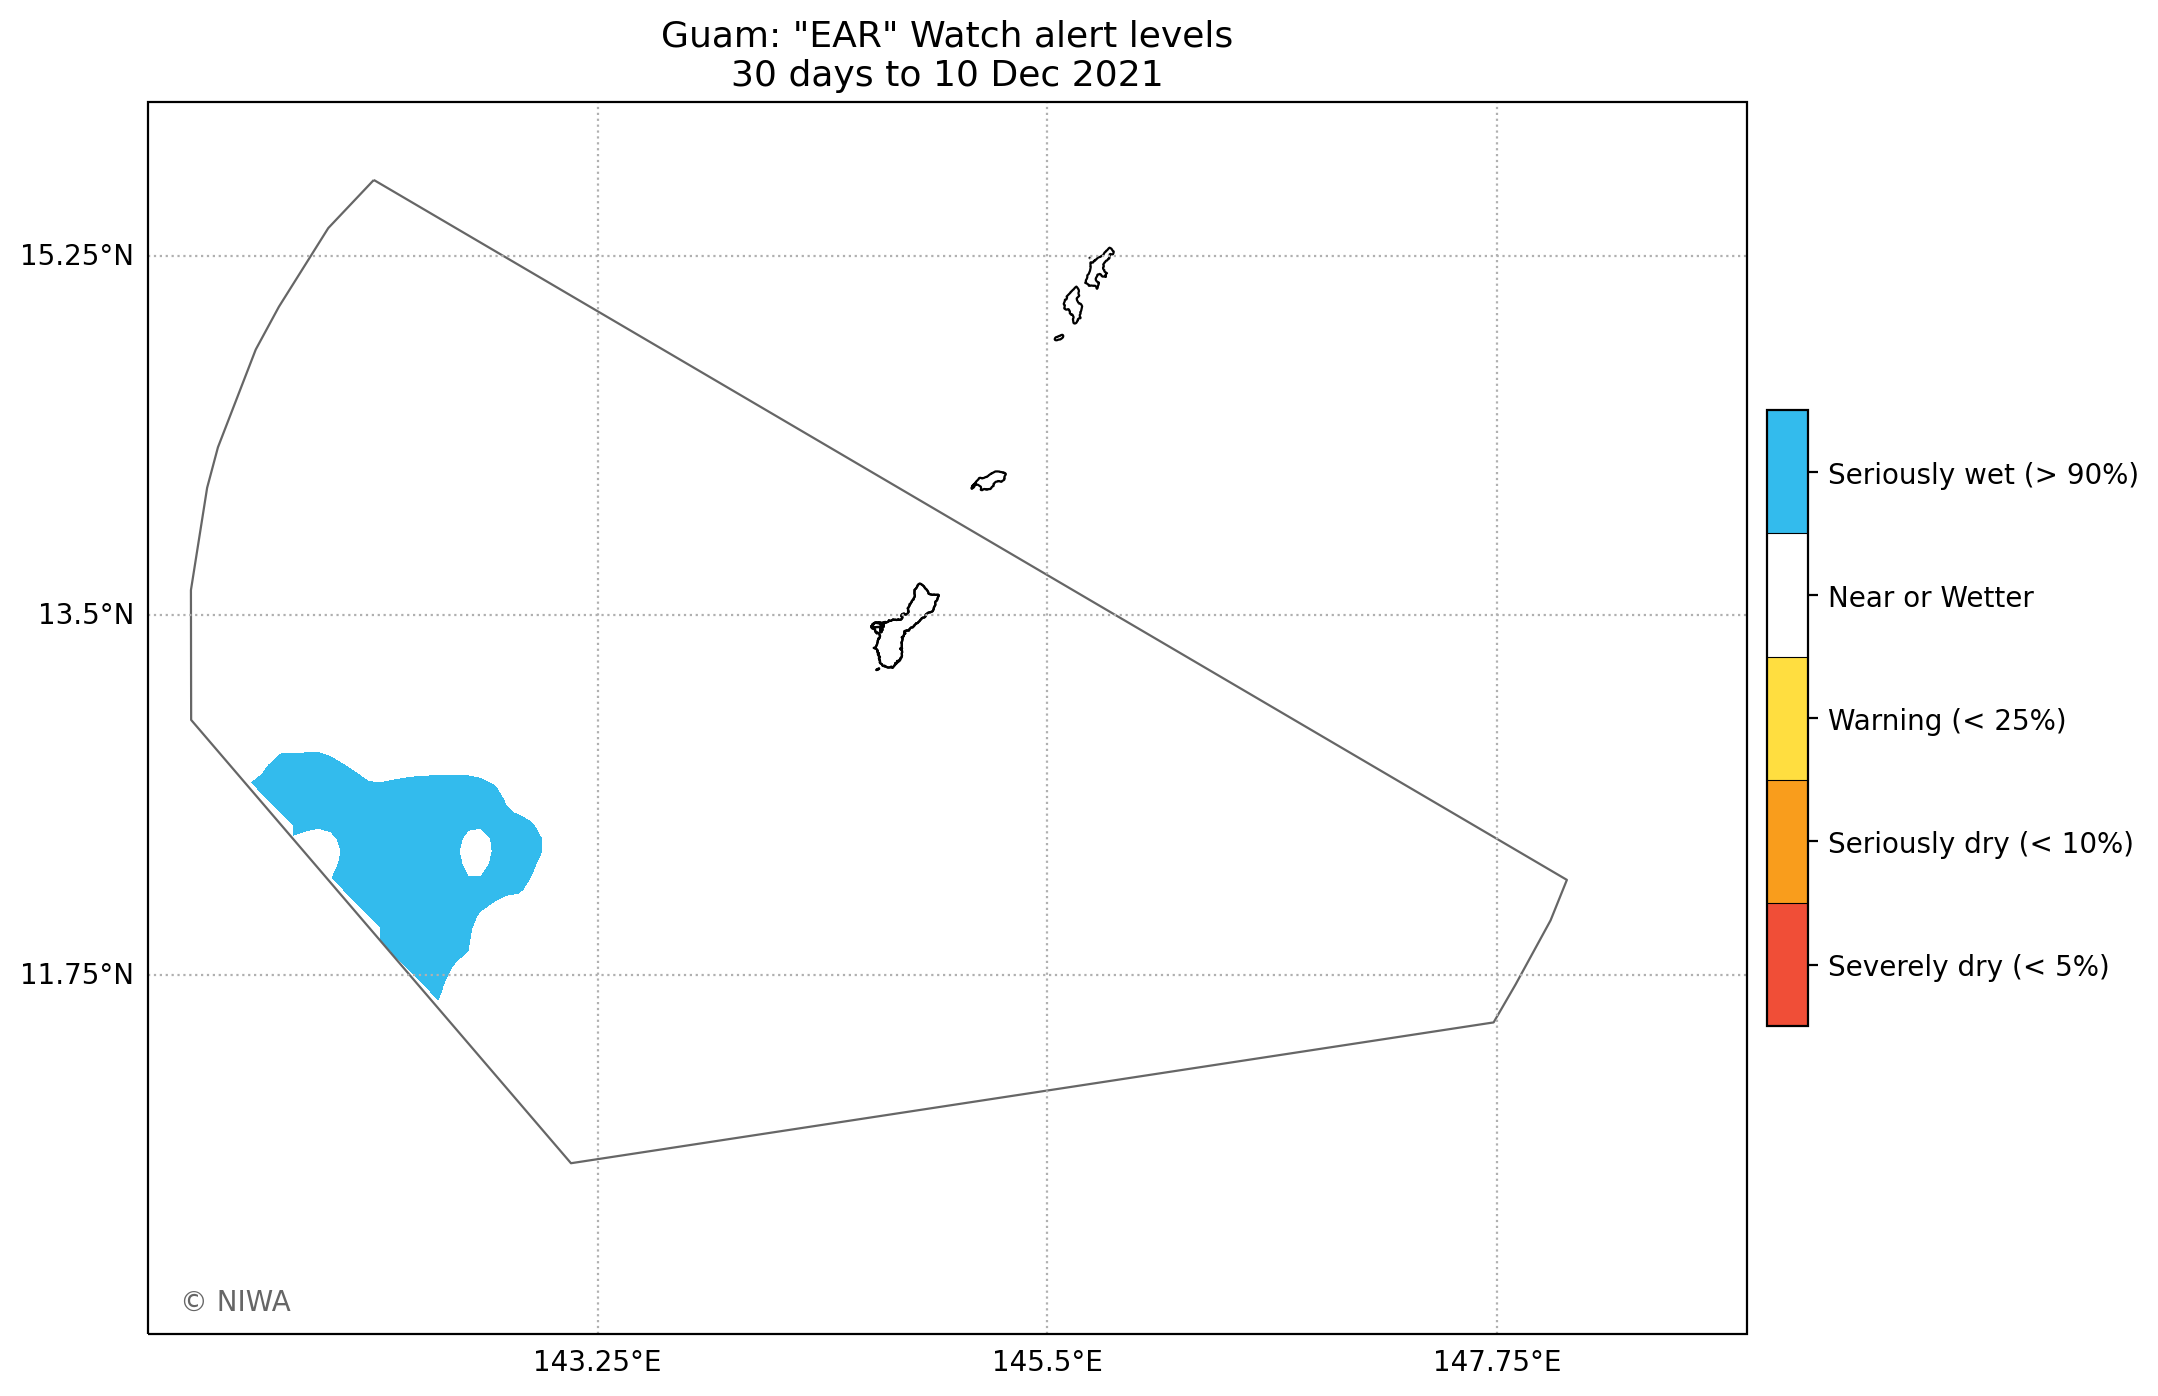 Guam: "EAR" Watch alert levels
30 days to 10 Dec 2021
15.25°N
13.5°N
11.75°N
143.25°E
145.5°E
147.75°E
Seriously wet (> 90%)
Near or Wetter
Warning (< 25%)
Seriously dry (< 10%)
Severely dry (< 5%)
© NIWA